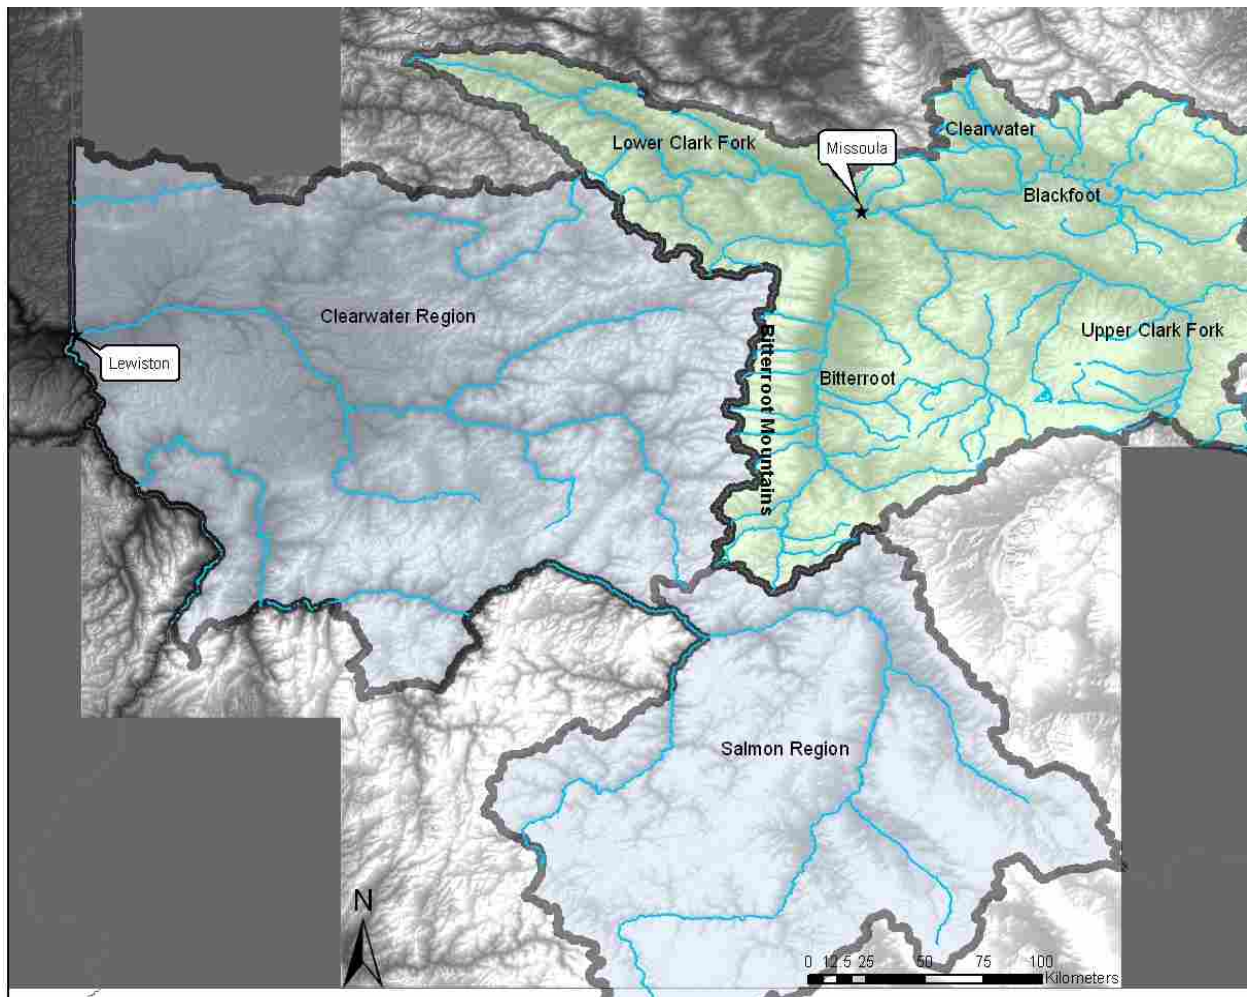 Lower Clark Fork
Missoula
Clearwater
Blackfoot
Clearwater Region
Upper Clark Fork
Lewiston
Bitterroot Mountains
Bitterroot
Salmon Region
N
0 12.5 25 50 75 100
Kilometers